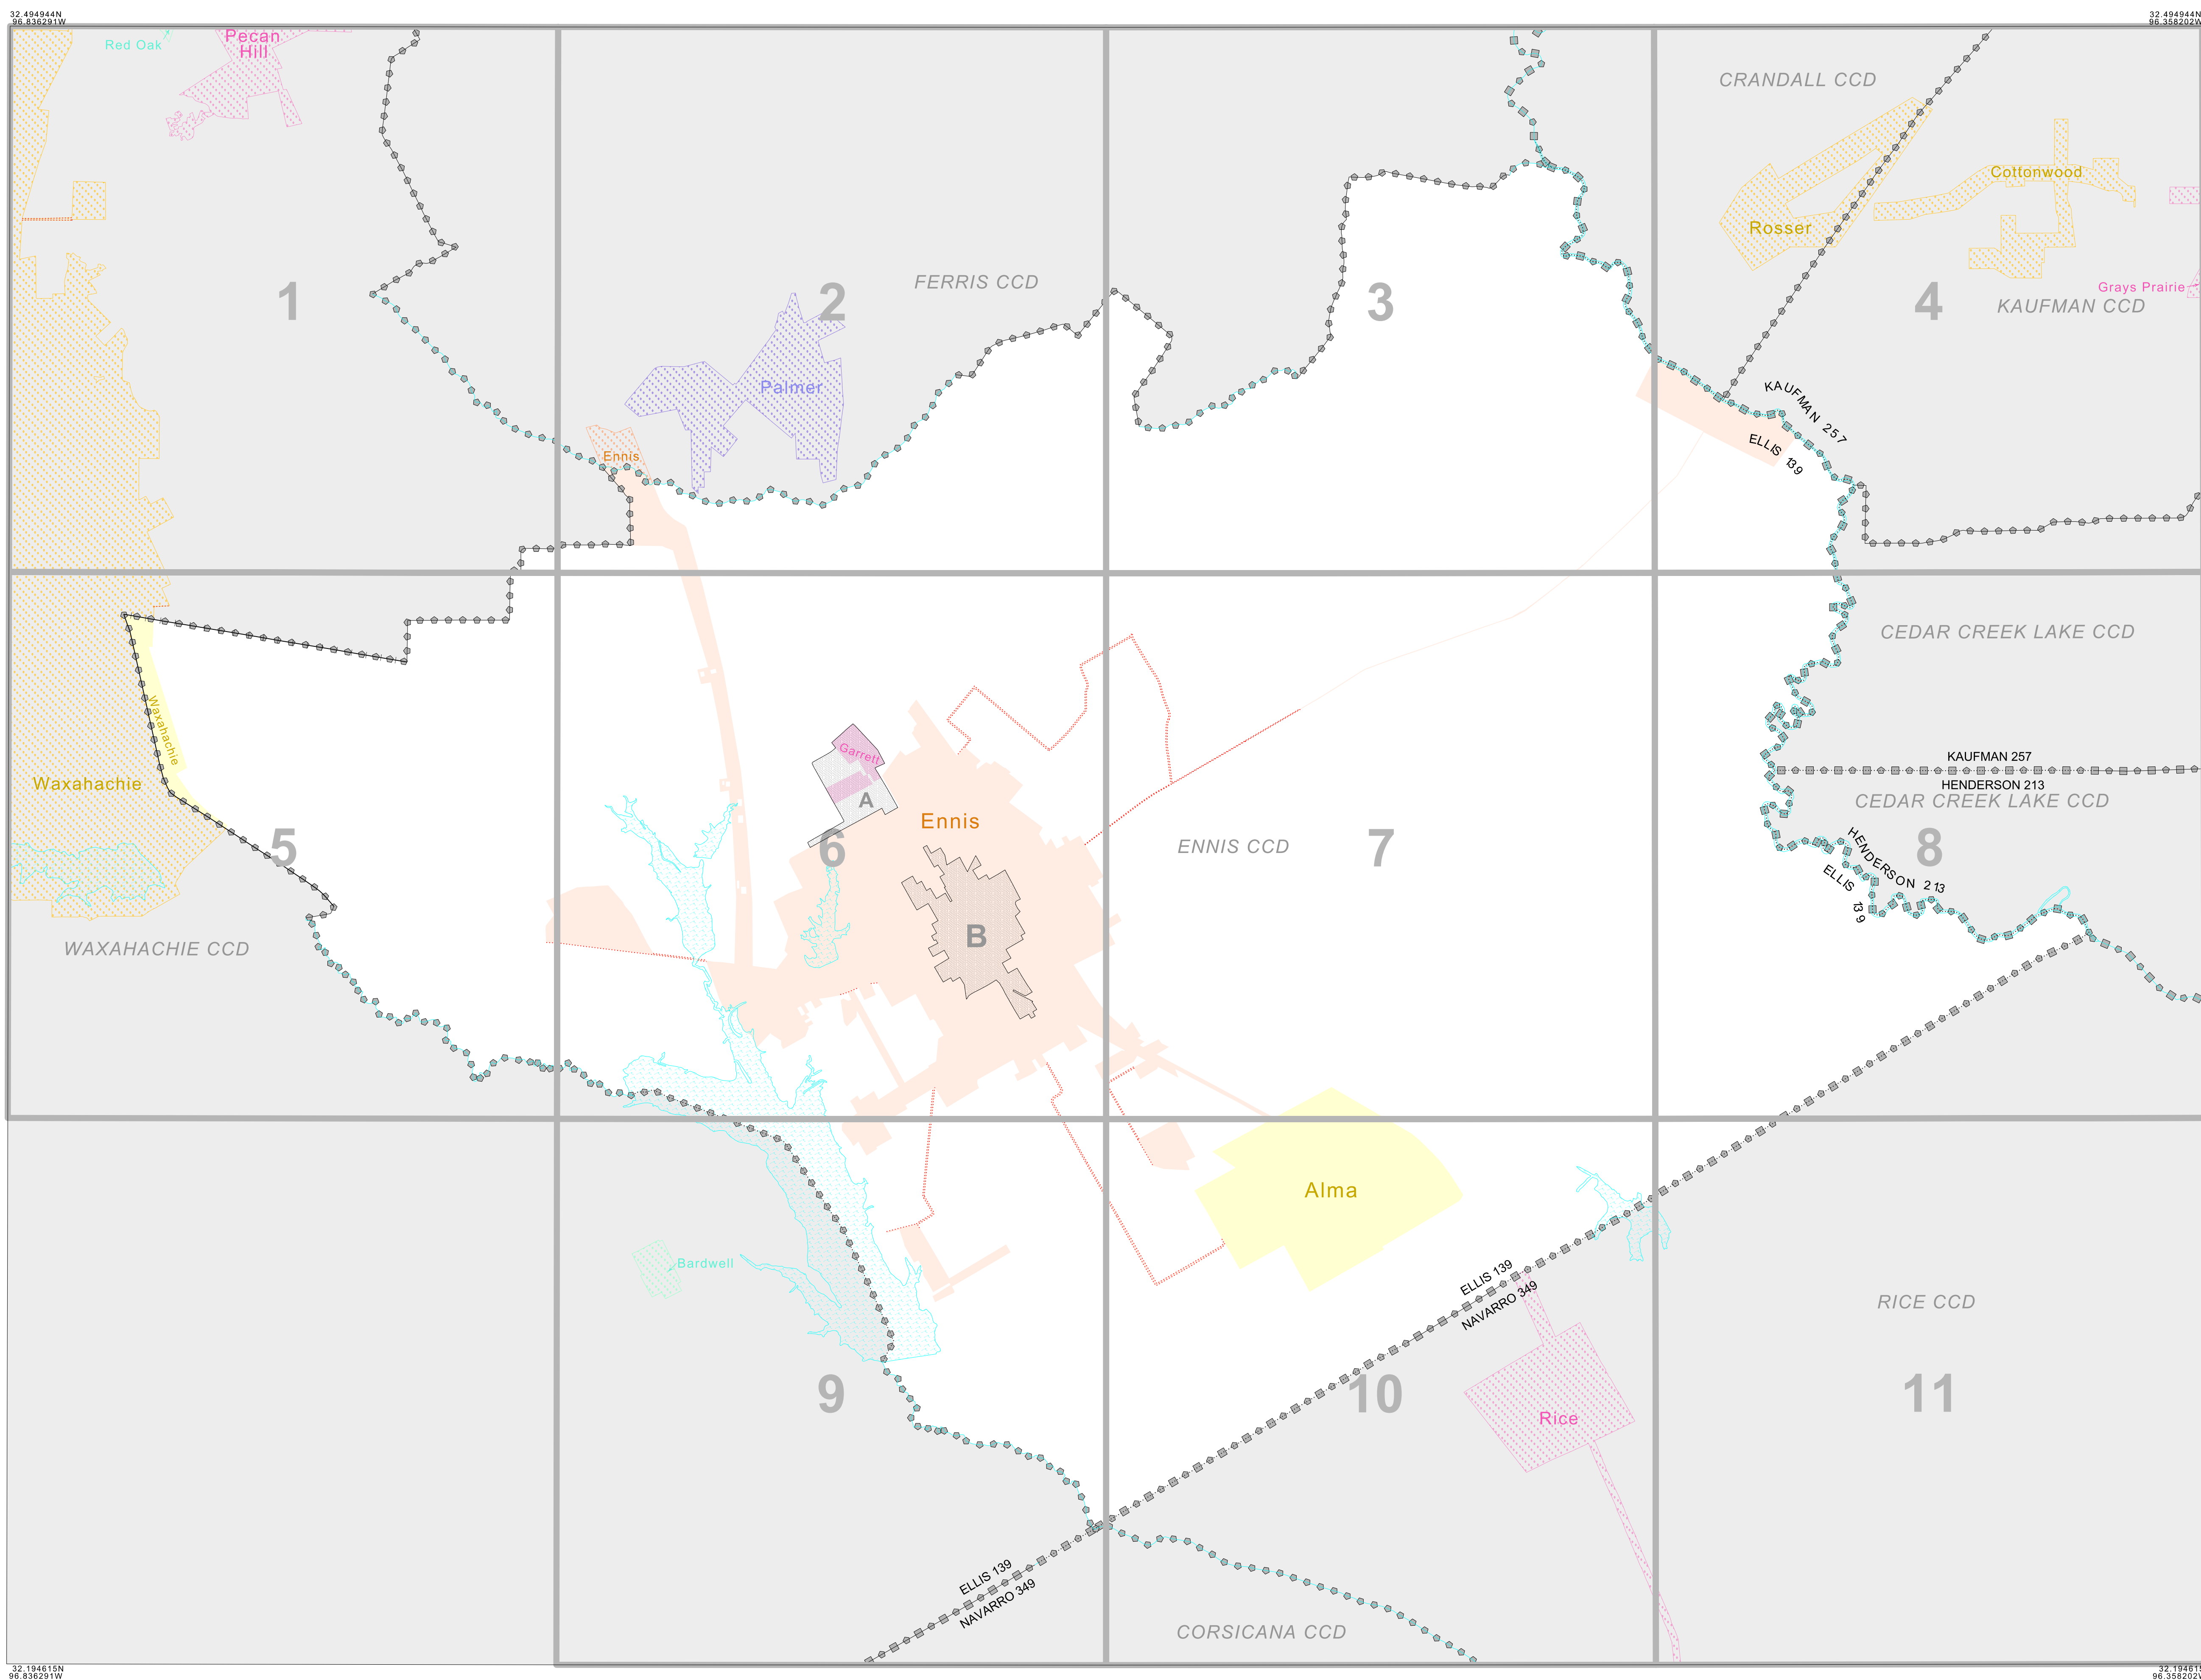 32.494944N
96.836291W
32.494944N
96.358202W
Red Oak
Pecan
Hill
CRANDALL CCD
Cottonwood
Rosser
FERRIS CCD
Grays Prairie
1
2
3
4
KAUFMAN CCD
Palmer
KAUFMAN 257
ELLIS 139
Ennis
CEDAR CREEK LAKE CCD
Waxahachie
Garrett
KAUFMAN 257
HENDERSON 213
Waxahachie
A
CEDAR CREEK LAKE CCD
Ennis
5
6
ENNIS CCD
7
8
HENDERSON 213
ELLIS 139
B
WAXAHACHIE CCD
Alma
Bardwell
ELLIS 139
NAVARRO 349
RICE CCD
9
10
11
Rice
ELLIS 139
NAVARRO 349
CORSICANA CCD
32.194615N
96.836291W
32.194615
96.358202W